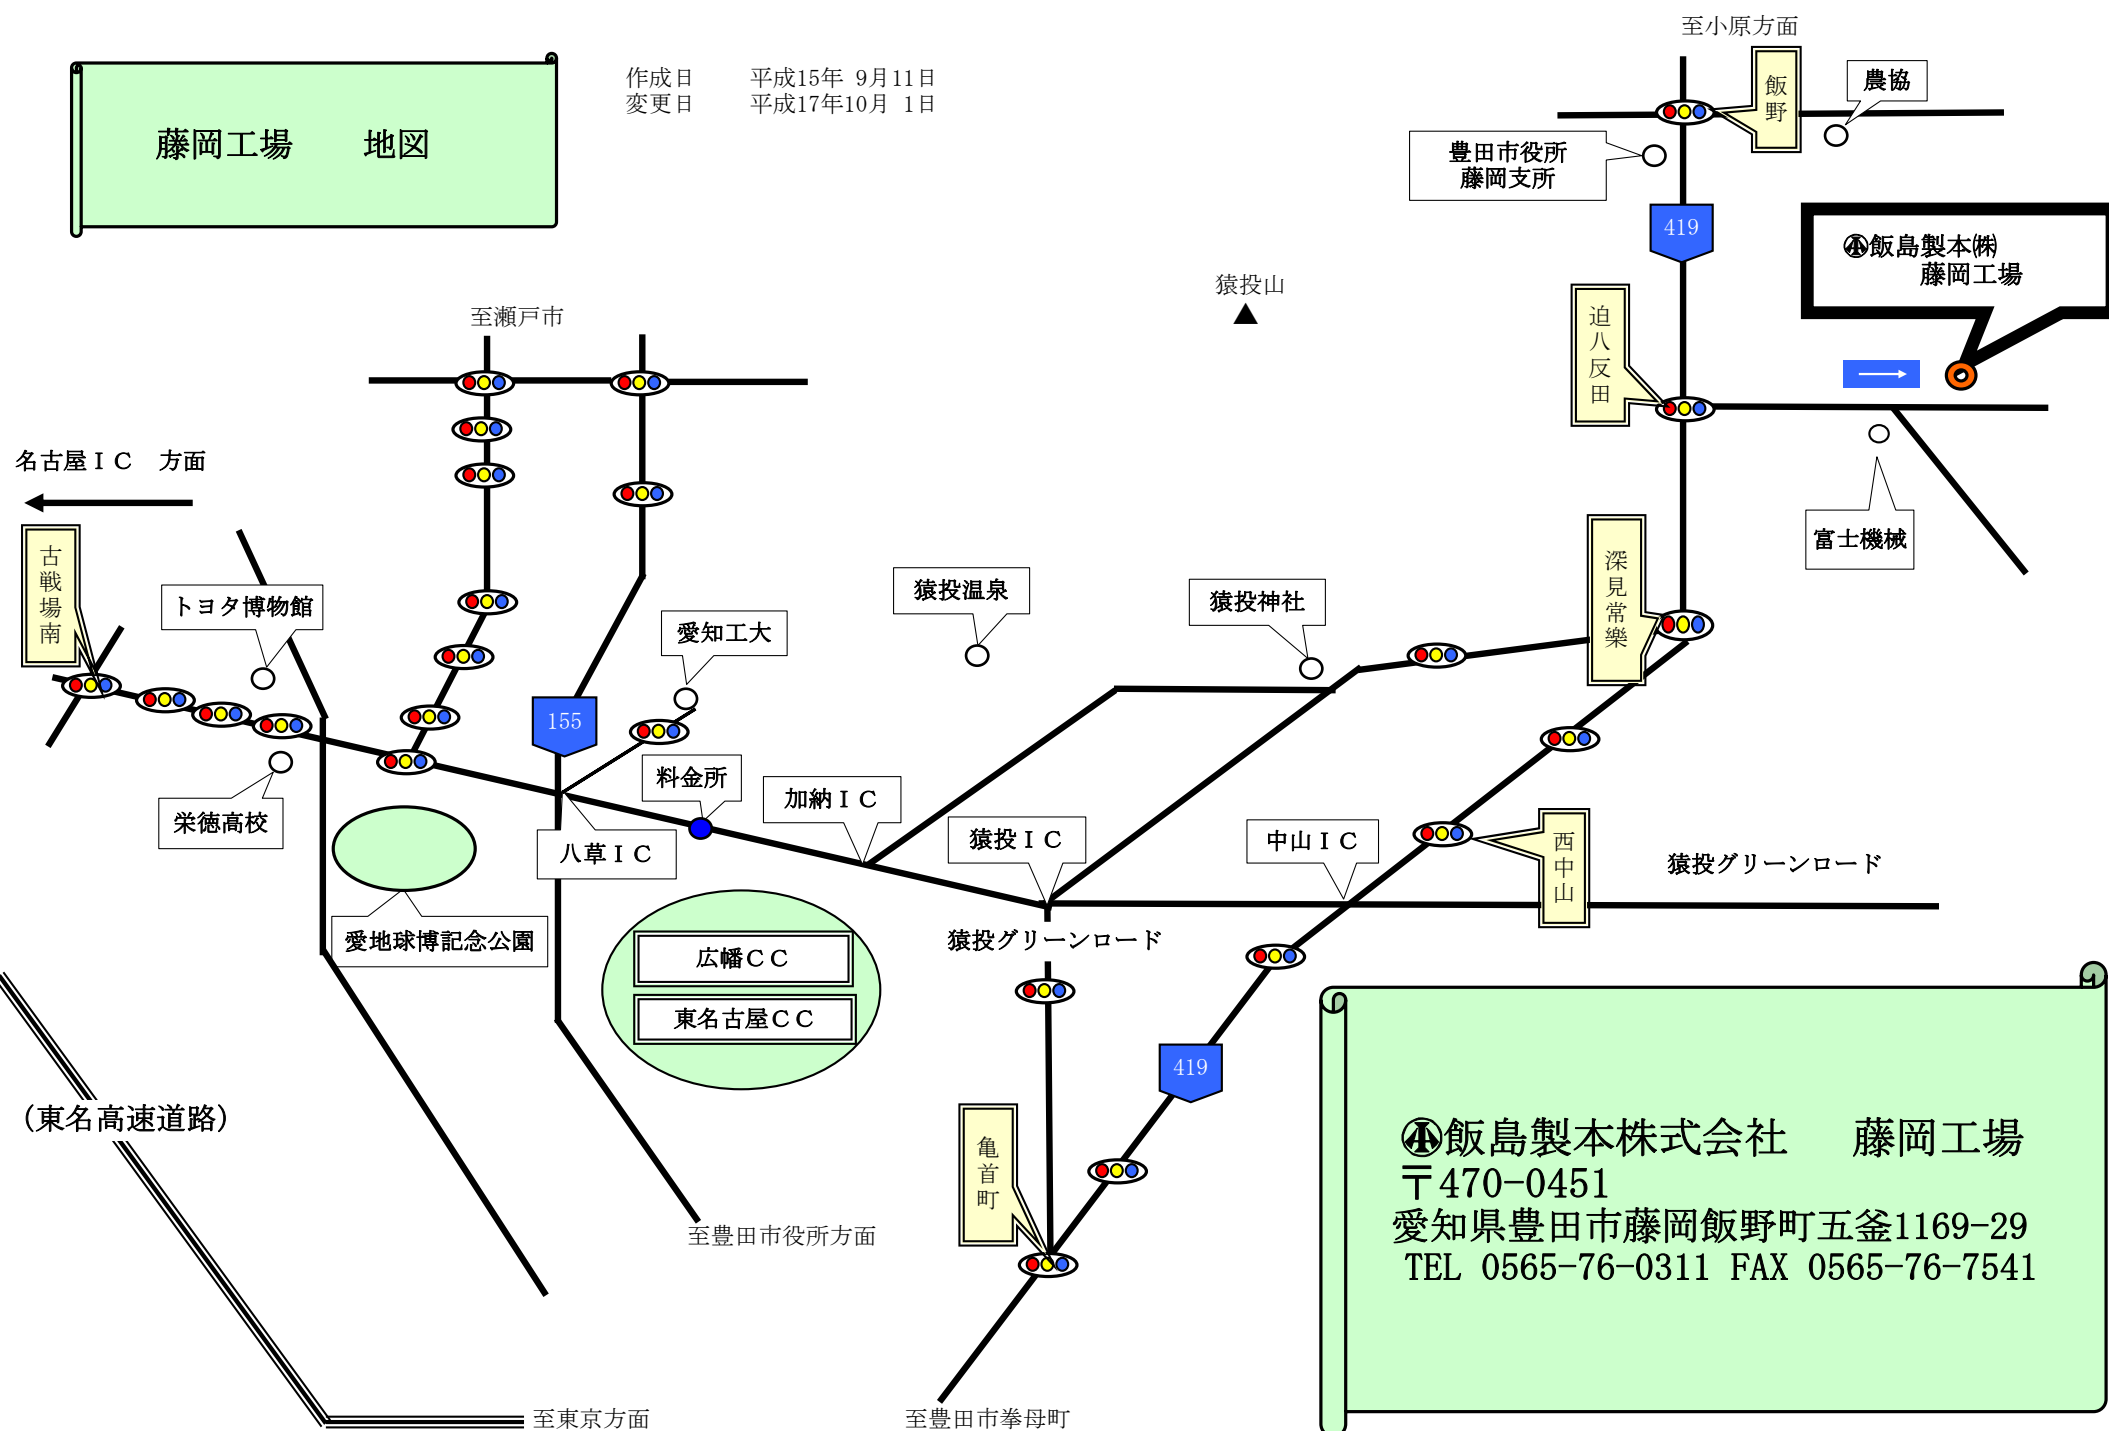 至小原方面
藤岡工場　地図
作成日　平成15年 9月11日
変更日　平成17年10月 1日
飯野
農協
豊田市役所
藤岡支所
419
飯島製本㈱
藤岡工場
猿投山
至瀬戸市
迫八反田
名古屋ＩＣ　方面
古戦場南
トヨタ博物館
愛知工大
猿投温泉
猿投神社
深見常樂
富士機械
155
料金所
加納ＩＣ
猿投ＩＣ
中山ＩＣ
西中山
猿投グリーンロード
栄徳高校
八草ＩＣ
愛地球博記念公園
猿投グリーンロード
広幡ＣＣ
東名古屋ＣＣ
419
(東名高速道路)
亀首町
飯島製本株式会社　藤岡工場
〒470-0451
愛知県豊田市藤岡飯野町五釜1169-29
TEL 0565-76-0311 FAX 0565-76-7541
至豊田市役所方面
至東京方面
至豊田市挙母町